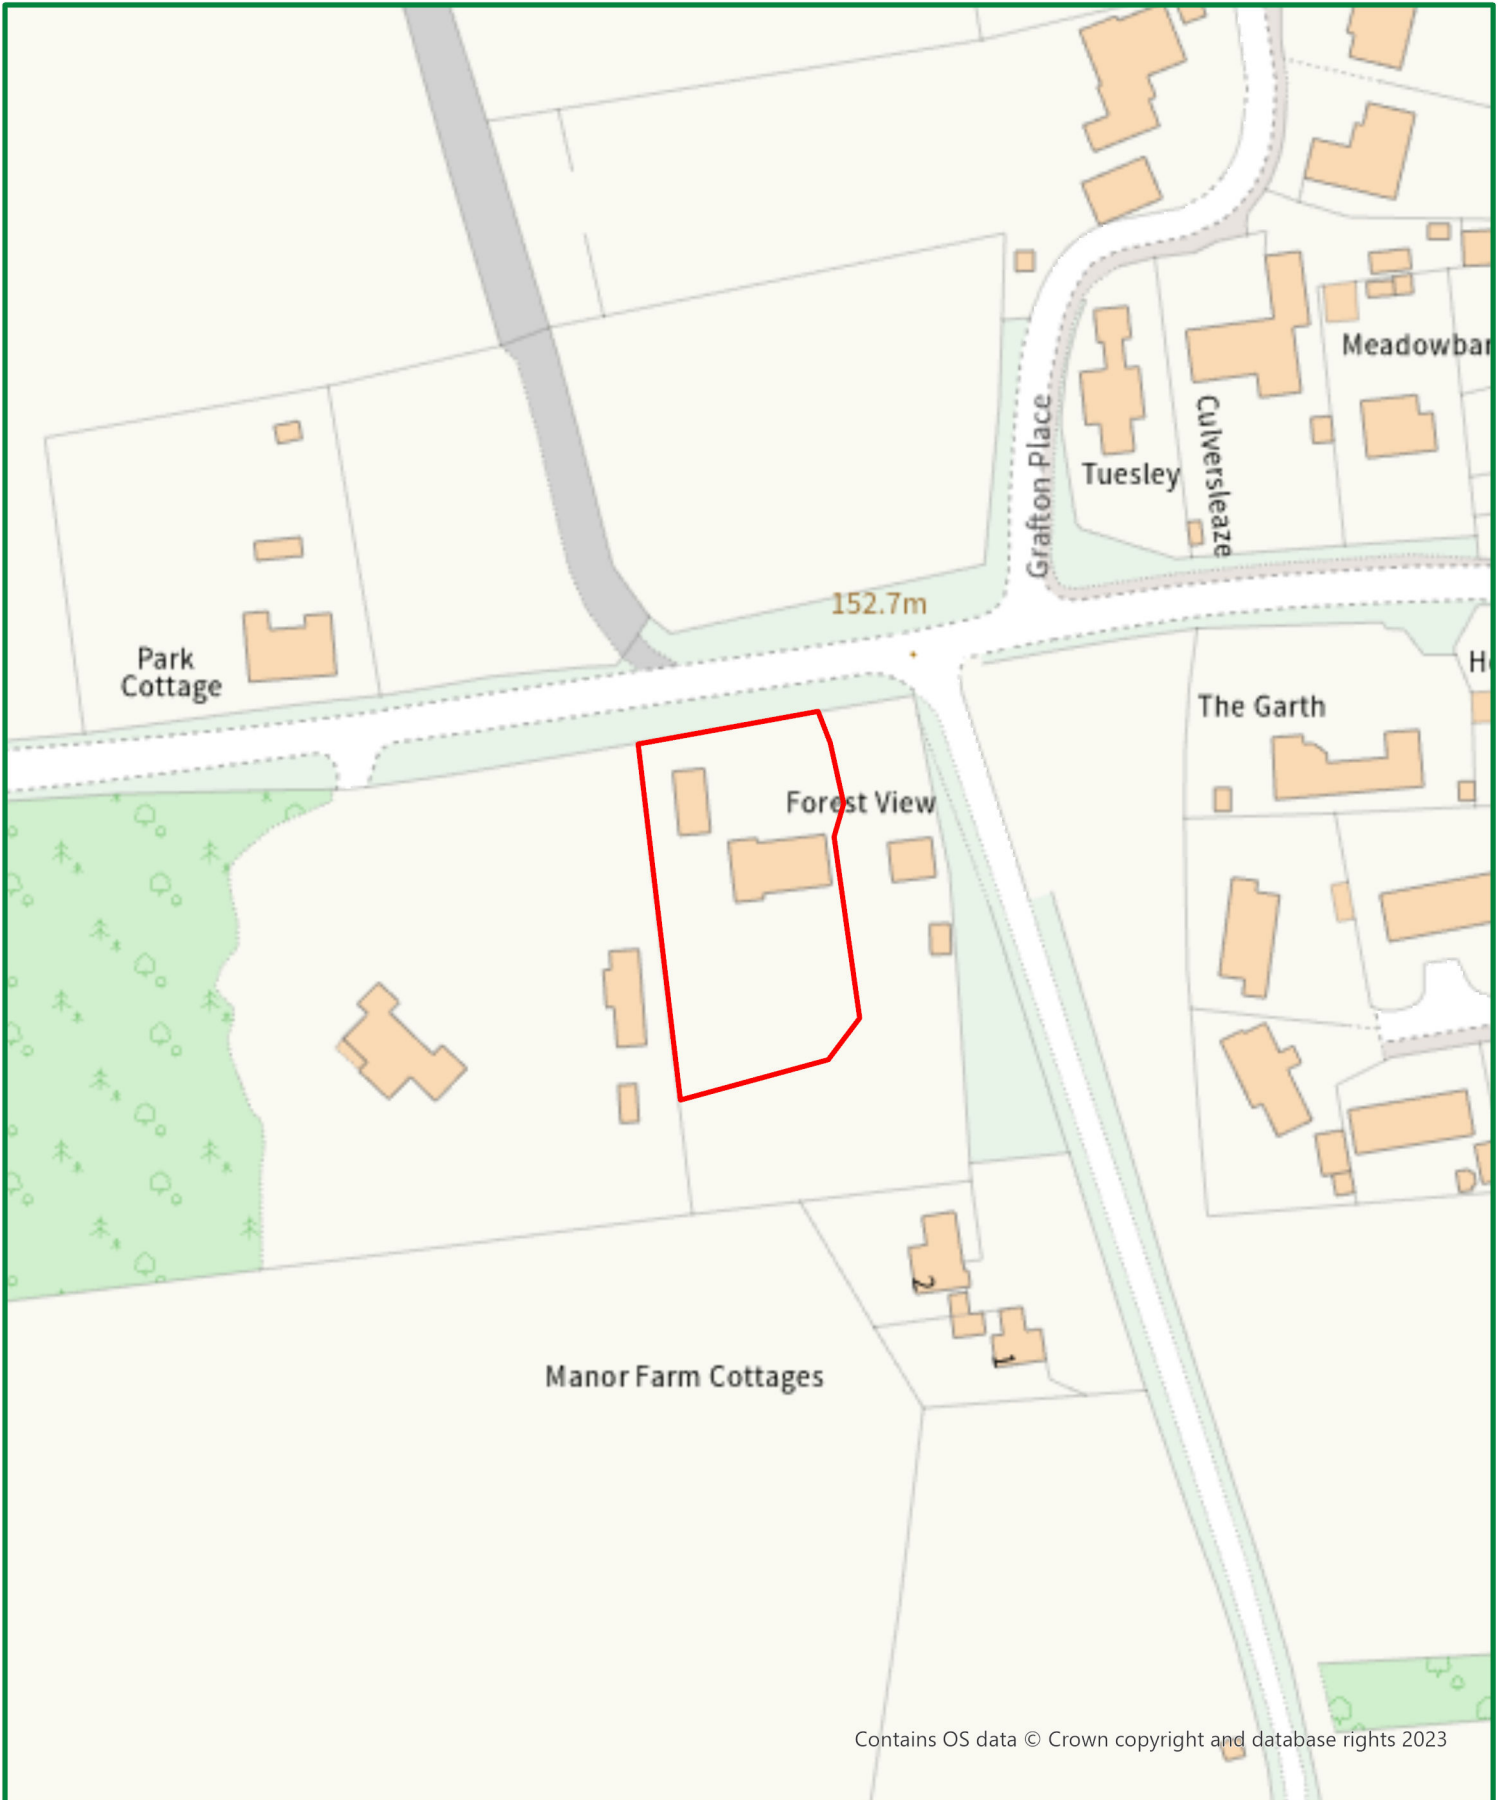 Meadowbar
Grafton Place
Culversleaze
Tuesley
152.7m
Park
Cottage
The Garth
Forest View
2
1
Manor Farm Cottages
Contains OS data © Crown copyright and database rights 2023